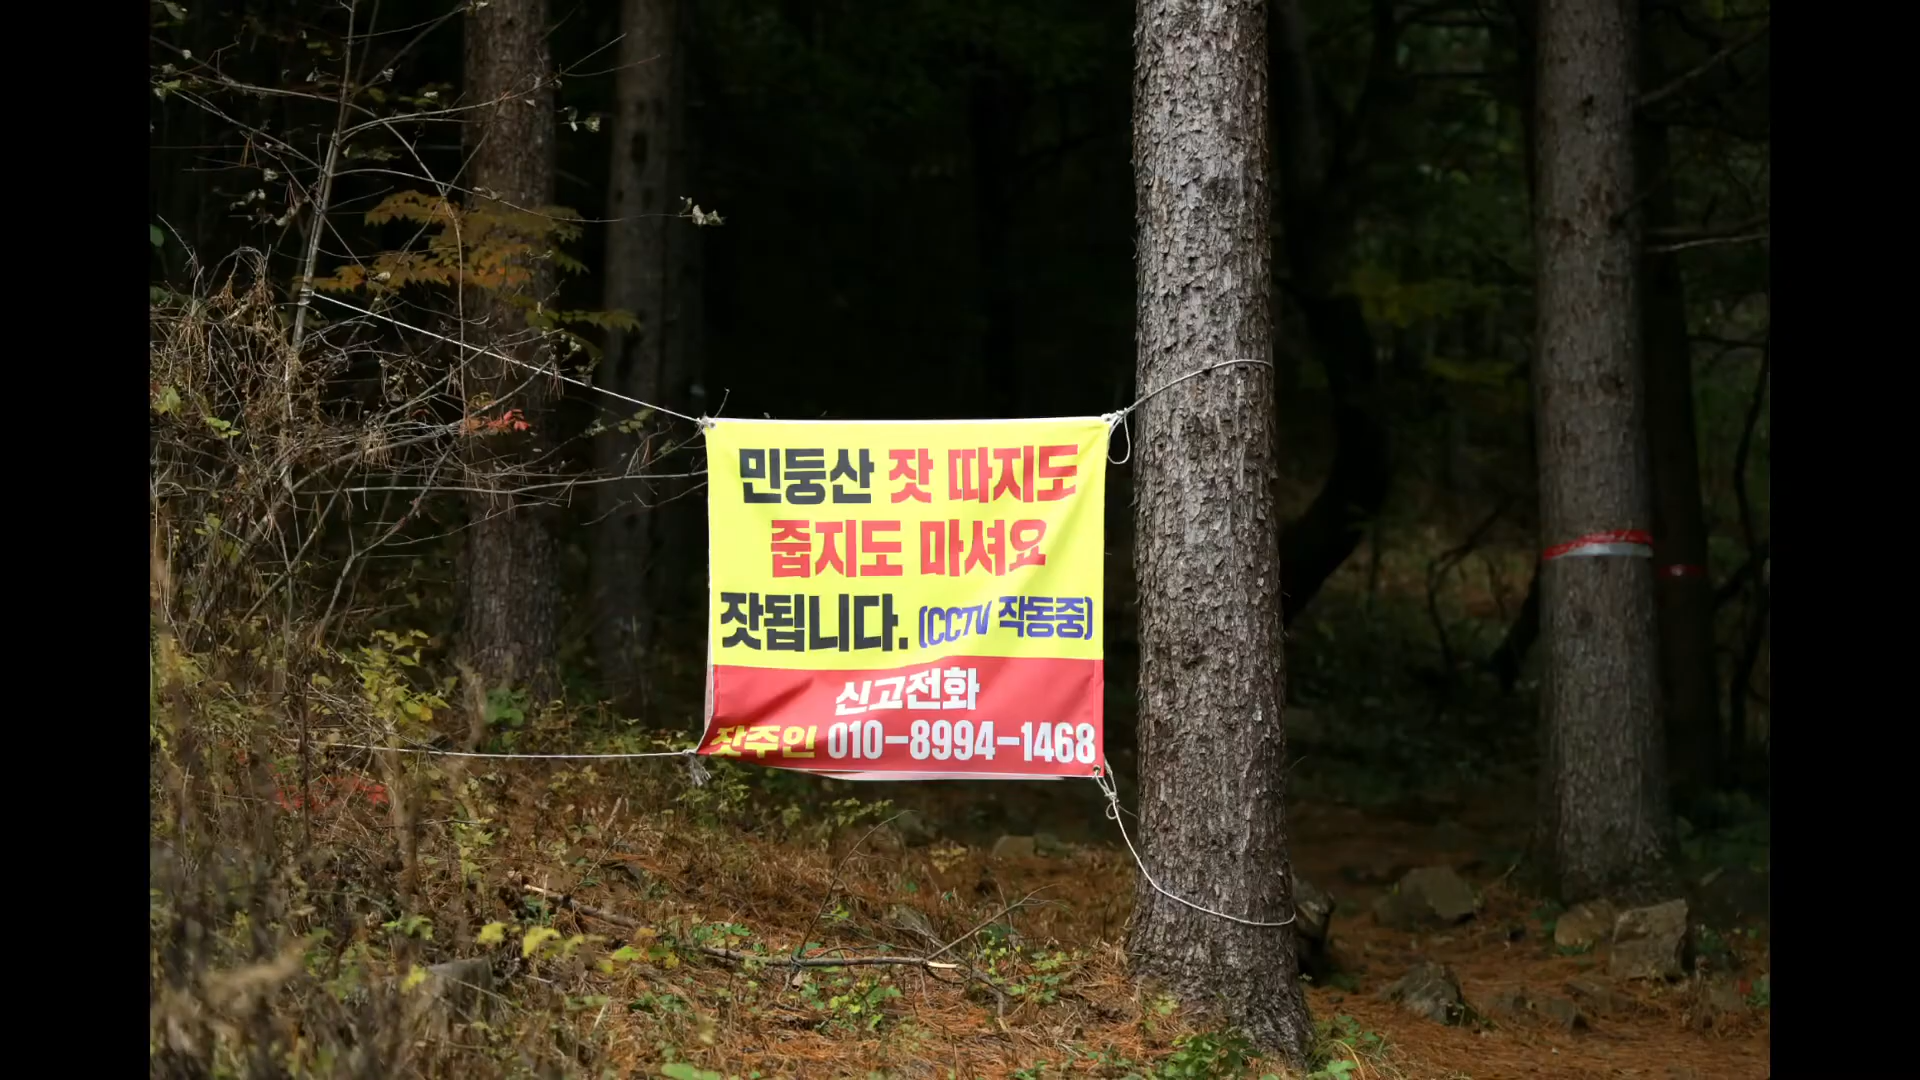 민둥산 잣 따지도
줍지도 마셔요
잣됩니다. (CCTV 작동중)
신고전화
잣주인 010-8994-1468